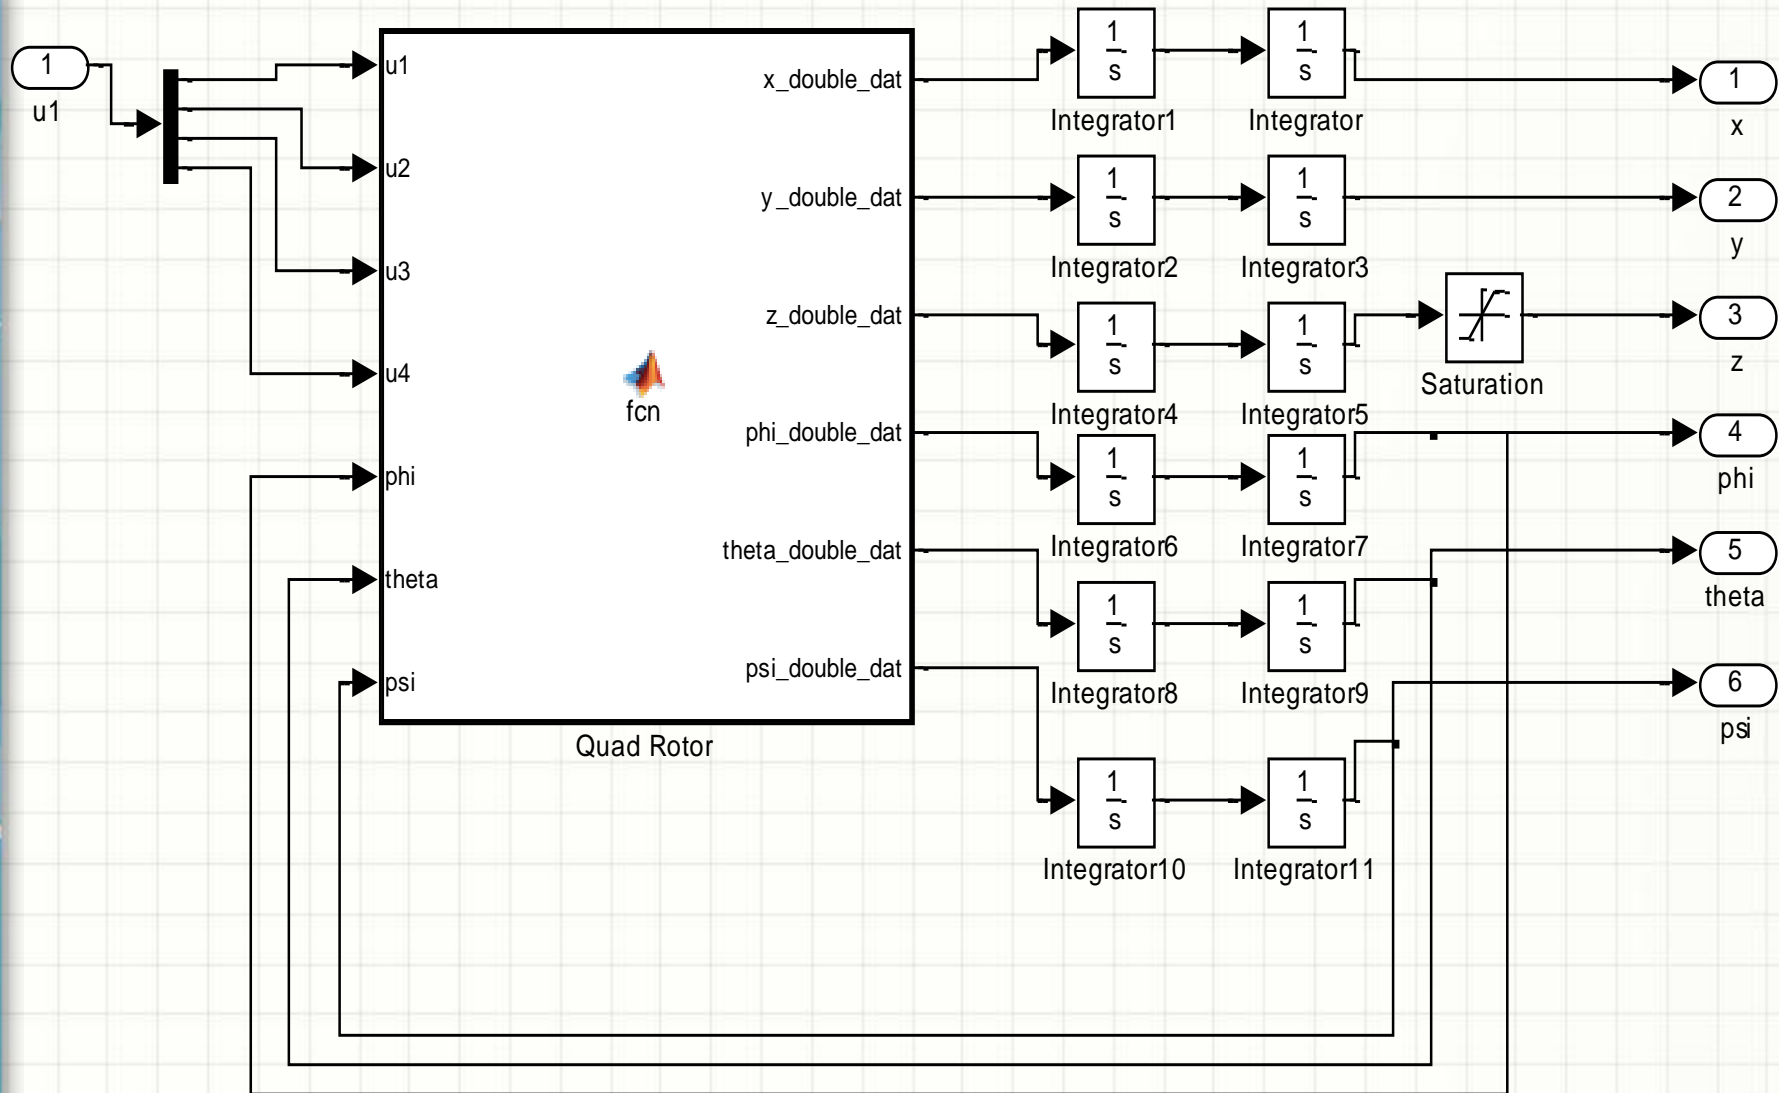 1
u1
u1
u2
u3
u4
phi
theta
psi
fcn
Quad Rotor
x_double_dat
y_double_dat
z_double_dat
phi_double_dat
theta_double_dat
psi_double_dat
1
s
Integrator1
1
s
Integrator
1
x
1
s
Integrator2
1
s
Integrator3
2
y
1
s
Integrator4
1
s
Integrator5
Saturation
3
z
1
s
Integrator6
1
s
Integrator7
4
phi
1
s
Integrator8
1
s
Integrator9
5
theta
1
s
Integrator10
1
s
Integrator11
6
psi